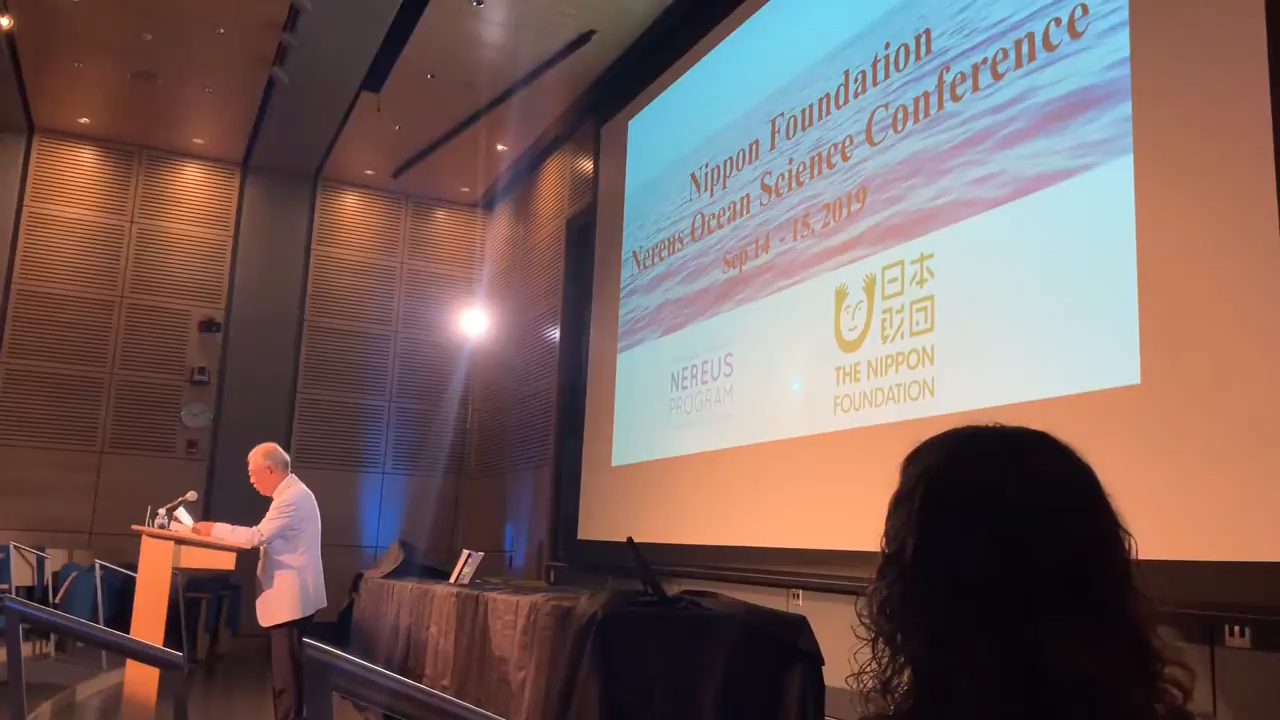 Nippon Foundation
Nereus Ocean Science Conference
Sep 14 - 15, 2019
NEREUS
PROGRAM
日本
財団
THE NIPPON
FOUNDATION